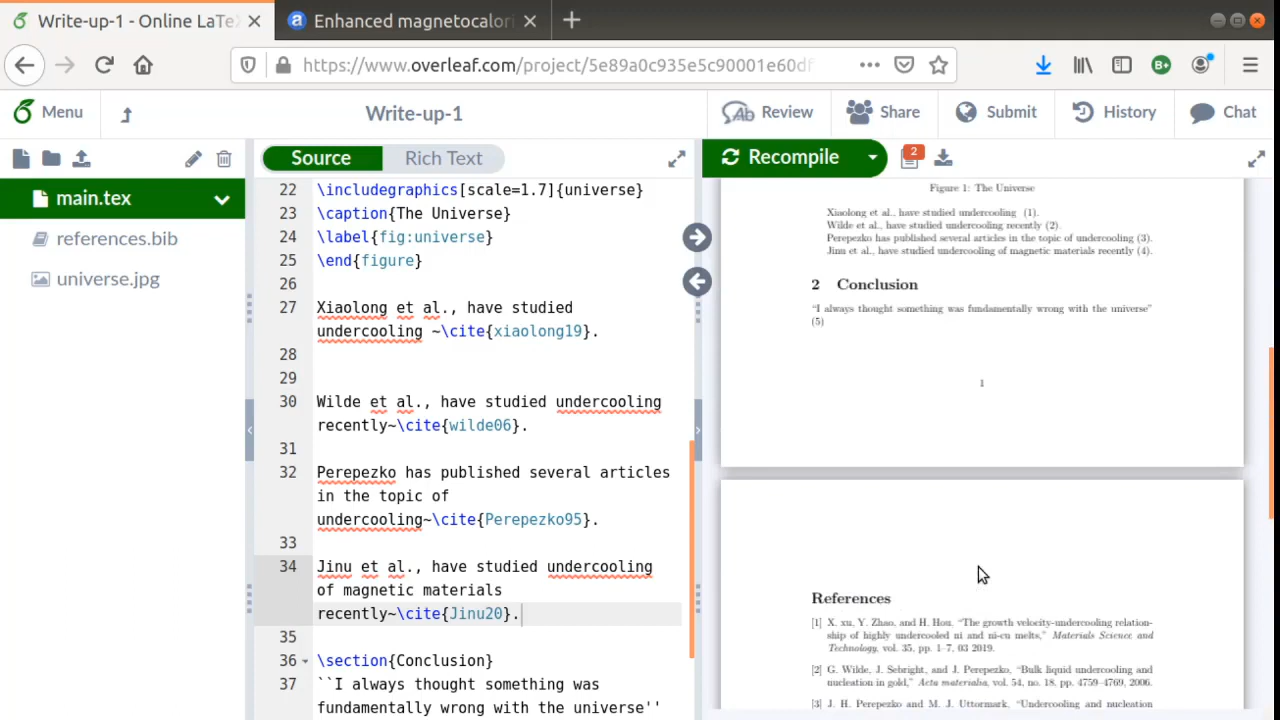 Write-up-1 - Online LaTeX
Enhanced magnetocalori
https://www.overleaf.com/project/5e89a0c935e5c90001e60df
B+
Menu
Write-up-1
Review
Share
Submit
History
Chat
Source
Rich Text
Recompile
2
main.tex
references.bib
universe.jpg
22 \includegraphics[scale=1.7]{universe}
23 \caption{The Universe}
24 \label{fig:universe}
25 \end{figure}
26
27 Xiaolong et al., have studied
undercooling ~\cite{xiaolong19}.
28
29
30 Wilde et al., have studied undercooling
recently~\cite{wilde06}.
31
32 Perepezko has published several articles
in the topic of
undercooling~\cite{Perepezko95}.
33
34 Jinu et al., have studied undercooling
of magnetic materials
recently~\cite{Jinu20}.
35
36 \section{Conclusion}
37 ``I always thought something was
fundamentally wrong with the universe''
Figure 1: The Universe
Xiaolong et al., have studied undercooling (1).
Wilde et al., have studied undercooling recently (2).
Perepezko has published several articles in the topic of undercooling (3).
Jinu et al., have studied undercooling of magnetic materials recently (4).
2 Conclusion
“I always thought something was fundamentally wrong with the universe”
(5)
1
References
[1] X. xu, Y. Zhao, and H. Hou, “The growth velocity-undercooling relation-
ship of highly undercooled ni and ni-cu melts,” Materials Science and
Technology, vol. 35, pp. 1–7, 03 2019.
[2] G. Wilde, J. Sebright, and J. Perepezko, “Bulk liquid undercooling and
nucleation in gold,” Acta materialia, vol. 54, no. 18, pp. 4759–4769, 2006.
[3] J. H. Perepezko and M. J. Uttormark, “Undercooling and nucleation